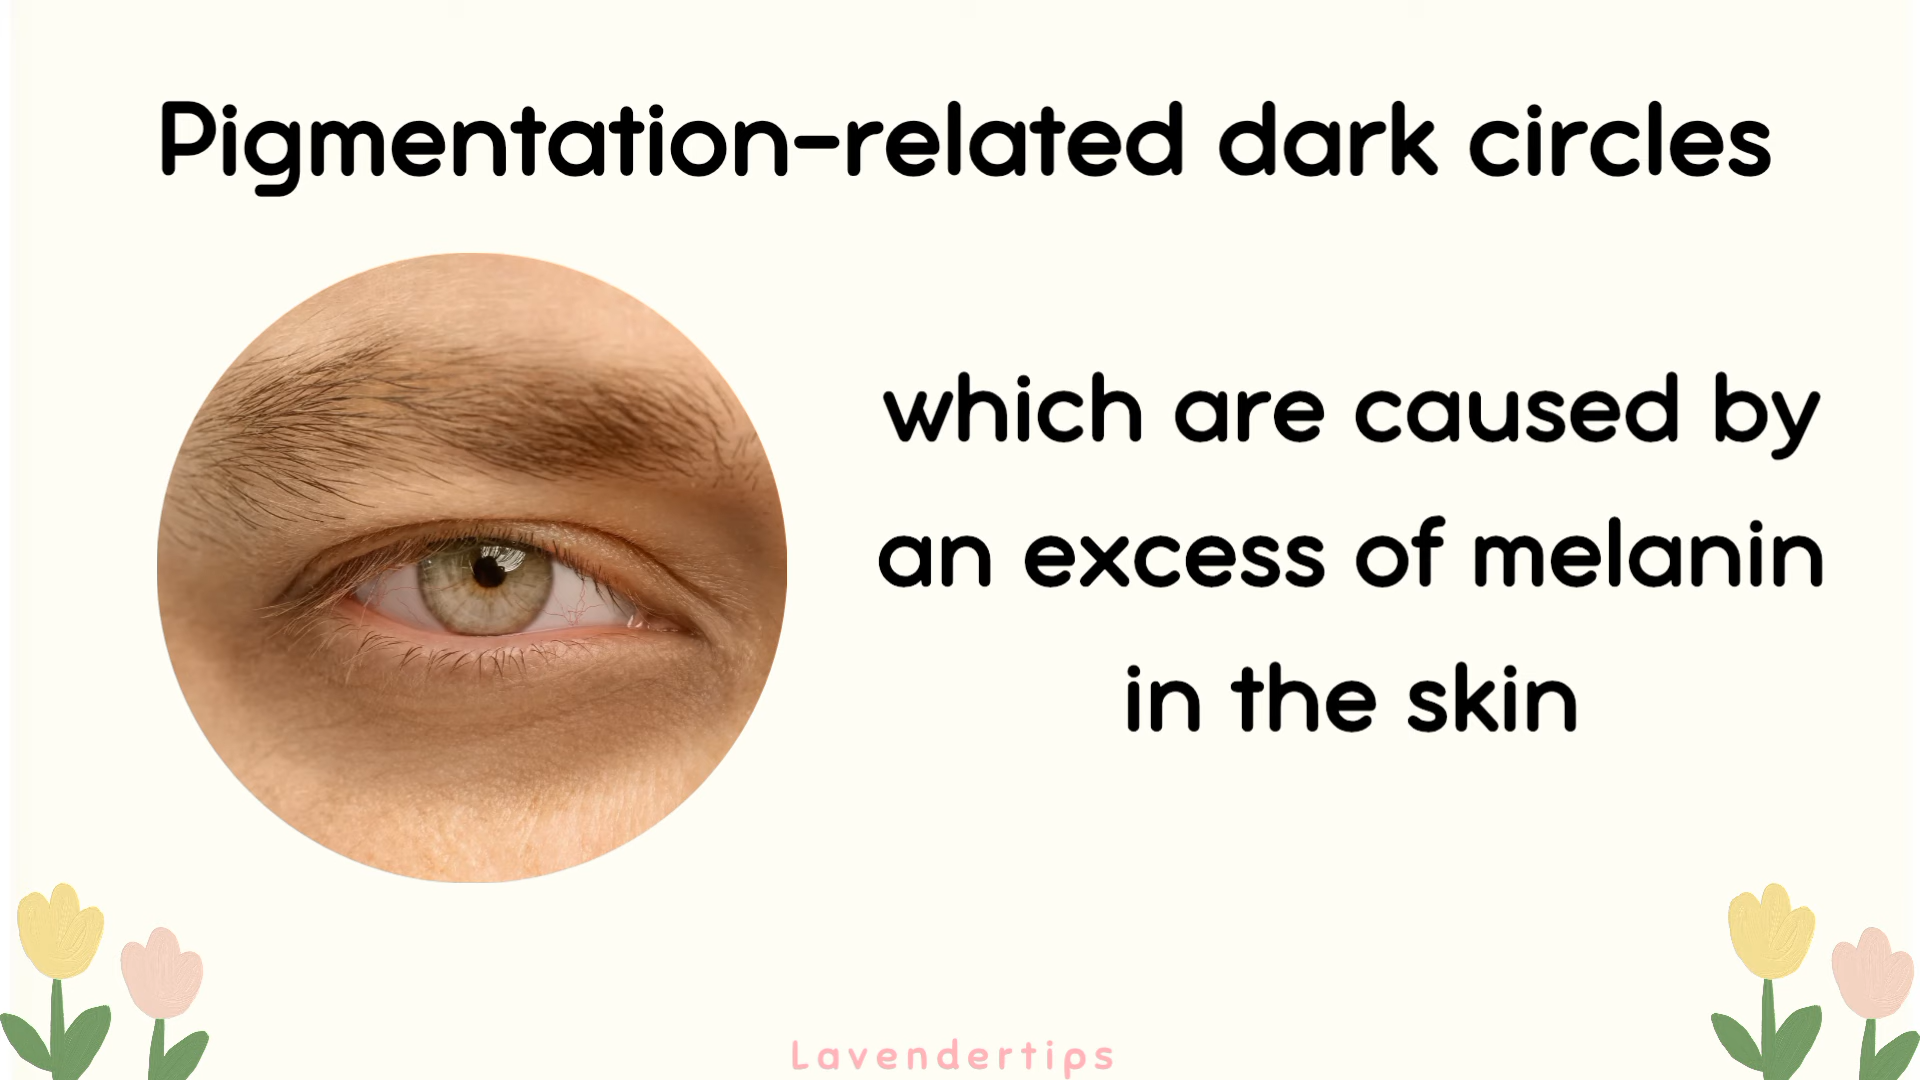 Pigmentation-related dark circles
which are caused by
an excess of melanin
in the skin
Lavendertips